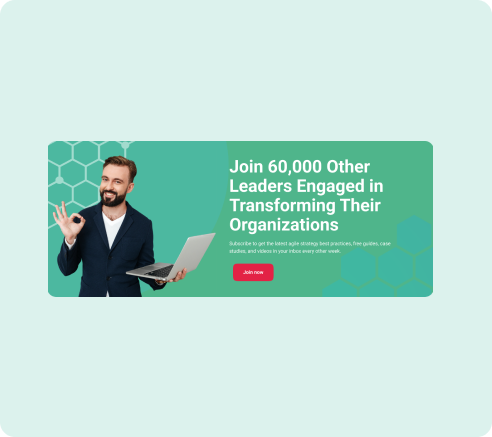 Join 60,000 Other
Leaders Engaged in
Transforming Their
Organizations
Subscribe to get the latest agile strategy best practices, free guides, case
studies, and videos in your inbox every other week.
Join now